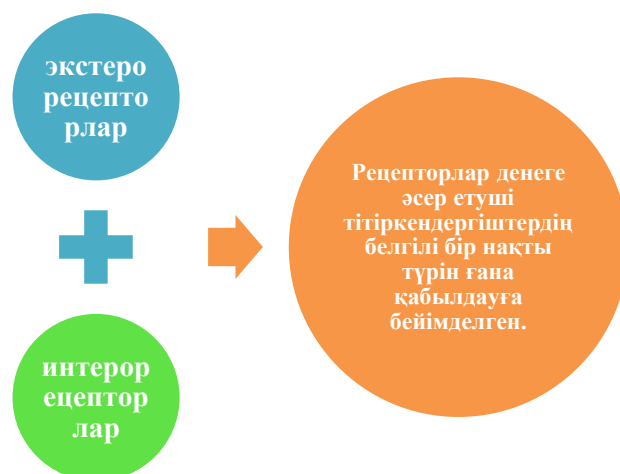 экстеро
рецепто
рлар
интерор
ецептор
лар
Рецепторлар денеге
әсер етуші
тітіркендергіштердің
белгілі бір нақты
түрін ғана
қабылдауға
бейімделген.